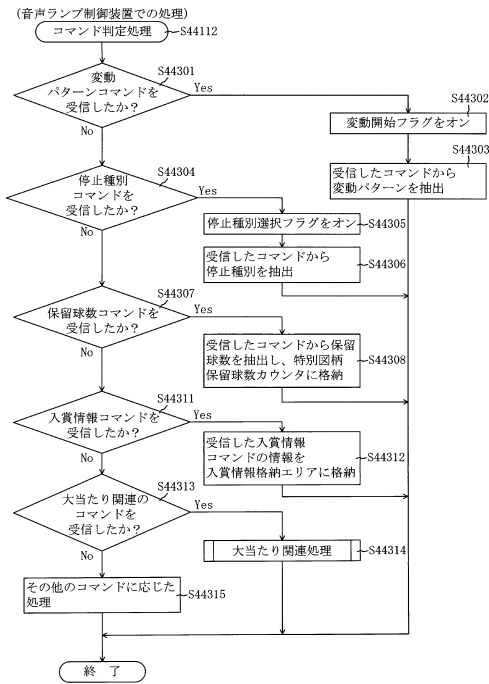 (音声ランプ制御装置での処理)
コマンド判定処理
S44112
変動
パターンコマンドを
受信したか？
S44301
Yes
No
S44302
変動開始フラグをオン
S44303
受信したコマンドから
変動パターンを抽出
停止種別
コマンドを
受信したか？
S44304
Yes
No
停止種別選択フラグをオン
S44305
受信したコマンドから
停止種別を抽出
S44306
保留球数コマンドを
受信したか？
S44307
Yes
No
受信したコマンドから保留
球数を抽出し、特別図柄
保留球数カウンタに格納
S44308
入賞情報コマンドを
受信したか？
S44311
Yes
No
受信した入賞情報
コマンドの情報を
入賞情報格納エリアに格納
S44312
大当たり関連の
コマンドを
受信したか？
S44313
Yes
No
大当たり関連処理
S44314
その他のコマンドに応じた
処理
S44315
終 了